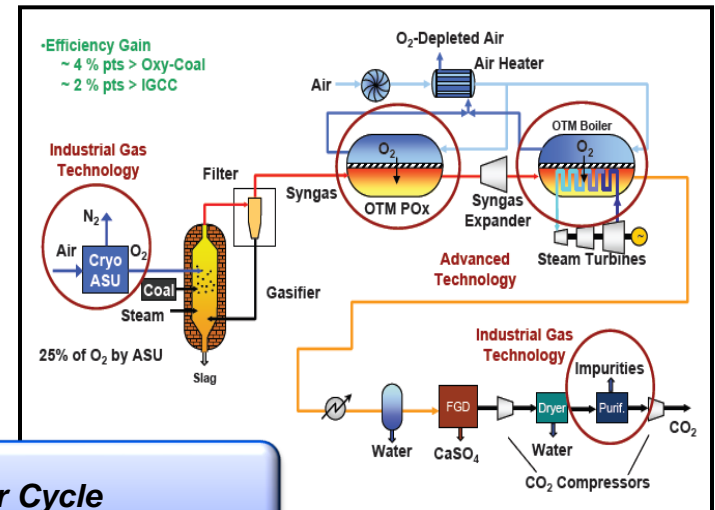 •Efficiency Gain
~ 4 % pts > Oxy-Coal
~ 2 % pts > IGCC
O₂-Depleted Air
Air Heater
Air
OTM Boiler
O₂
O₂
Industrial Gas
Technology
Filter
Syngas
OTM POx
Syngas
Expander
N₂
Air
O₂
Cryo
ASU
Coal
Steam
Gasifier
Advanced
Technology
Steam Turbines
~
25% of O₂ by ASU
Slag
Industrial Gas
Technology
Impurities
FGD
Dryer
Purif.
CO₂
Water
CaSO₄
Water
CO₂ Compressors
Cycle